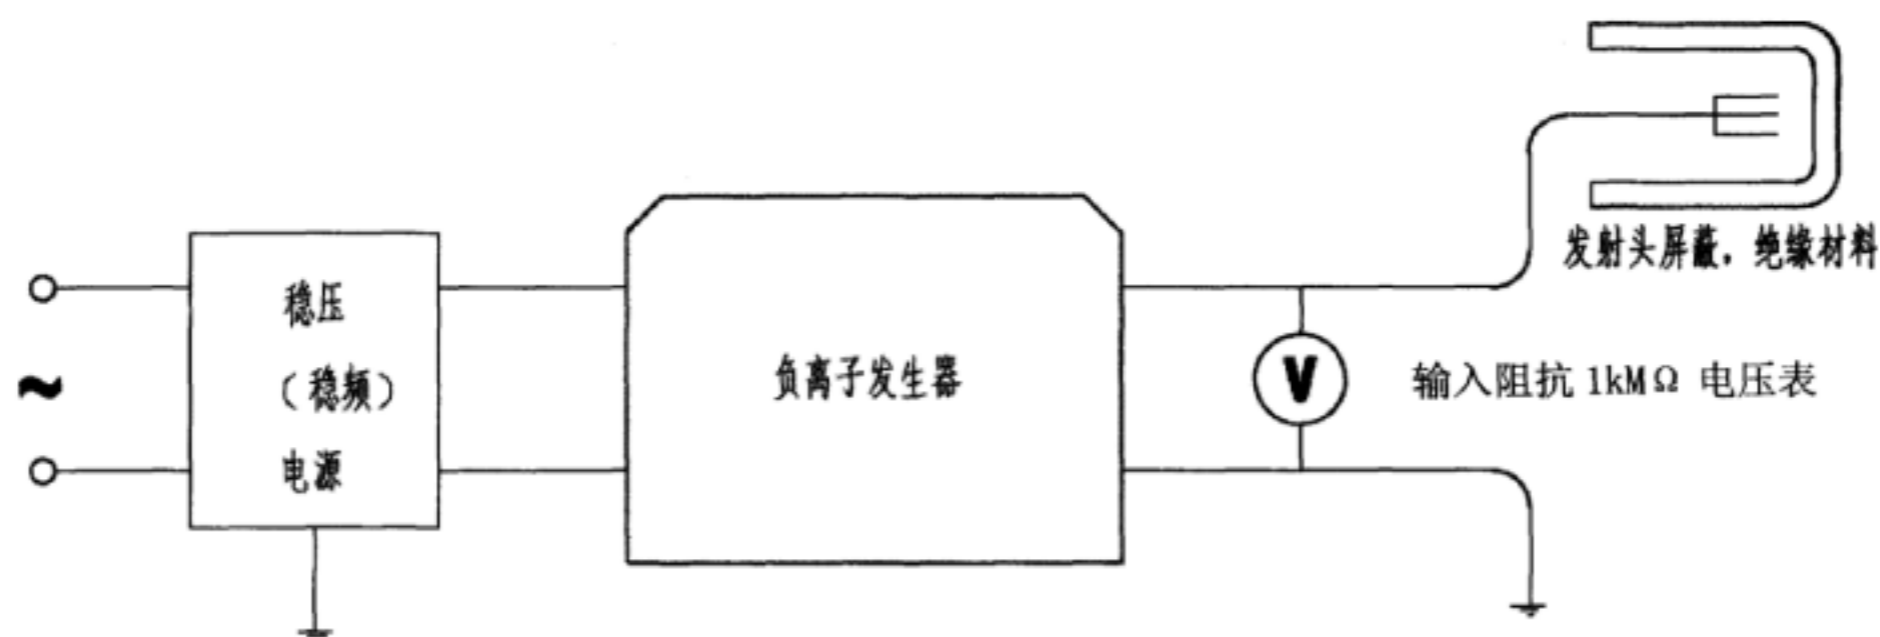 发射头屏蔽，绝缘材料
稳压
（稳频）
电源
~
负离子发生器
V
输入阻抗 1kMΩ 电压表